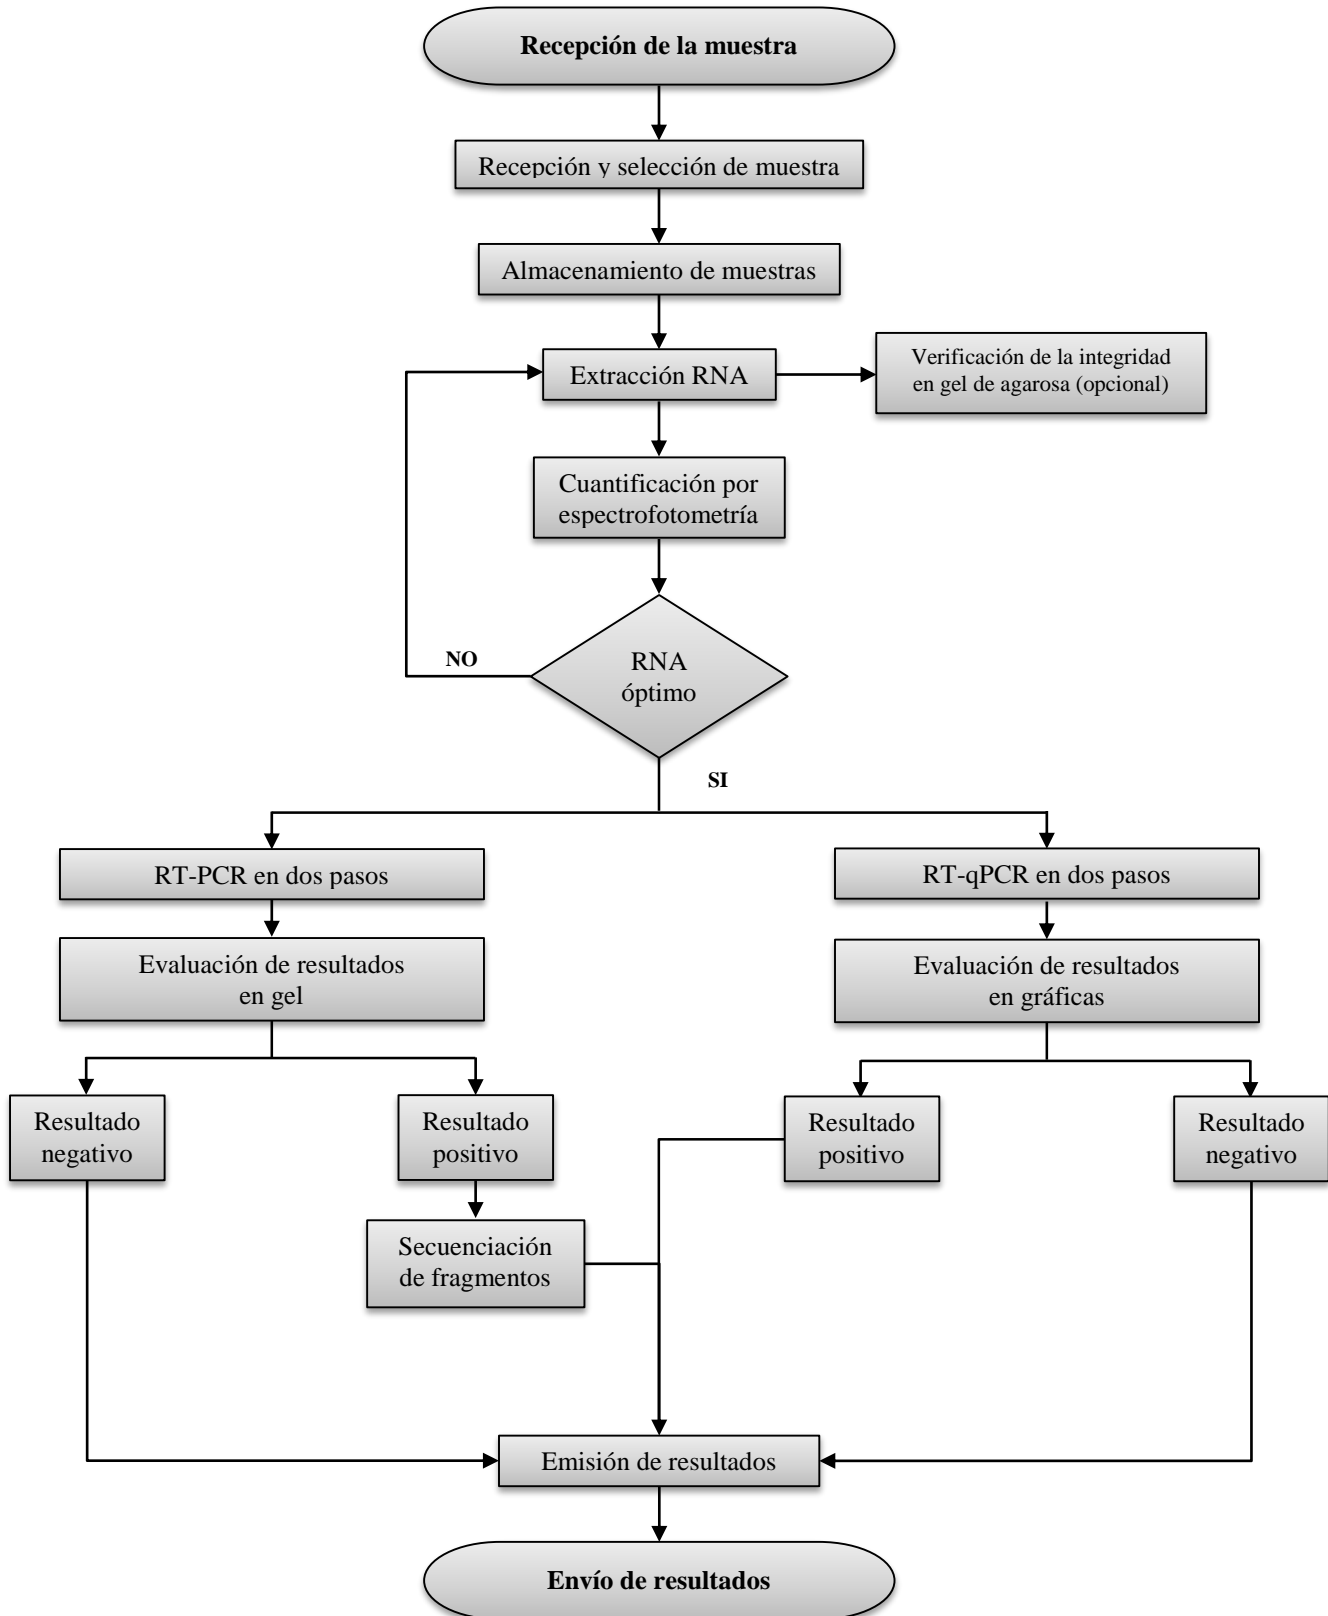 Recepción de la muestra
Recepción y selección de muestra
Almacenamiento de muestras
Extracción RNA
Verificación de la integridad
en gel de agarosa (opcional)
Cuantificación por
espectrofotometría
NO
RNA
óptimo
SI
RT-PCR en dos pasos
RT-qPCR en dos pasos
Evaluación de resultados
en gel
Evaluación de resultados
en gráficas
Resultado
negativo
Resultado
positivo
Resultado
positivo
Resultado
negativo
Secuenciación
de fragmentos
Emisión de resultados
Envío de resultados